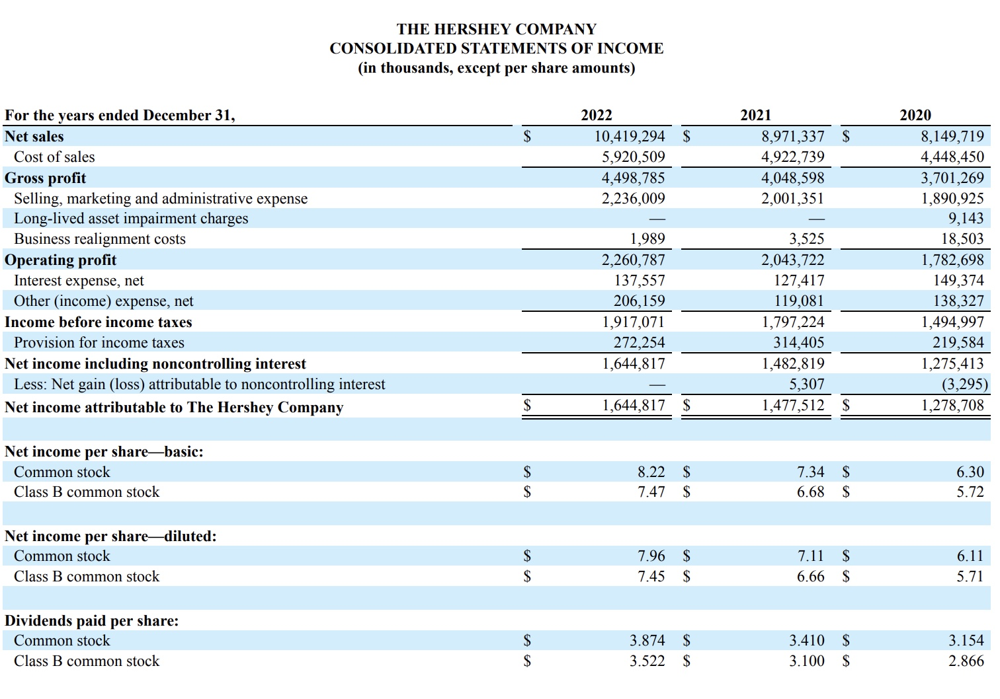 THE HERSHEY COMPANY
CONSOLIDATED STATEMENTS OF INCOME
(in thousands, except per share amounts)
For the years ended December 31, 2022 2021 2020
Net sales $ 10,419,294 $ 8,971,337 $ 8,149,719
Cost of sales 5,920,509 4,922,739 4,448,450
Gross profit 4,498,785 4,048,598 3,701,269
Selling, marketing and administrative expense 2,236,009 2,001,351 1,890,925
Long-lived asset impairment charges — — 9,143
Business realignment costs 1,989 3,525 18,503
Operating profit 2,260,787 2,043,722 1,782,698
Interest expense, net 137,557 127,417 149,374
Other (income) expense, net 206,159 119,081 138,327
Income before income taxes 1,917,071 1,797,224 1,494,997
Provision for income taxes 272,254 314,405 219,584
Net income including noncontrolling interest 1,644,817 1,482,819 1,275,413
Less: Net gain (loss) attributable to noncontrolling interest — 5,307 (3,295)
Net income attributable to The Hershey Company $ 1,644,817 $ 1,477,512 $ 1,278,708
Net income per share—basic:
Common stock $ 8.22 $ 7.34 $ 6.30
Class B common stock $ 7.47 $ 6.68 $ 5.72
Net income per share—diluted:
Common stock $ 7.96 $ 7.11 $ 6.11
Class B common stock $ 7.45 $ 6.66 $ 5.71
Dividends paid per share:
Common stock $ 3.874 $ 3.410 $ 3.154
Class B common stock $ 3.522 $ 3.100 $ 2.866